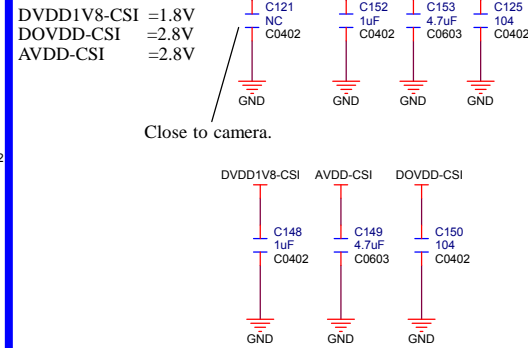 DVDD1V8-CSI =1.8V
DOVDD-CSI =2.8V
AVDD-CSI =2.8V
C121
NC
C0402
C152
1uF
C0402
C153
4.7uF
C0603
C125
104
C0402
GND GND GND GND
Close to camera.
2
DVDD1V8-CSI AVDD-CSI DOVDD-CSI
C148
1uF
C0402
C149
4.7uF
C0603
C150
104
C0402
GND GND GND